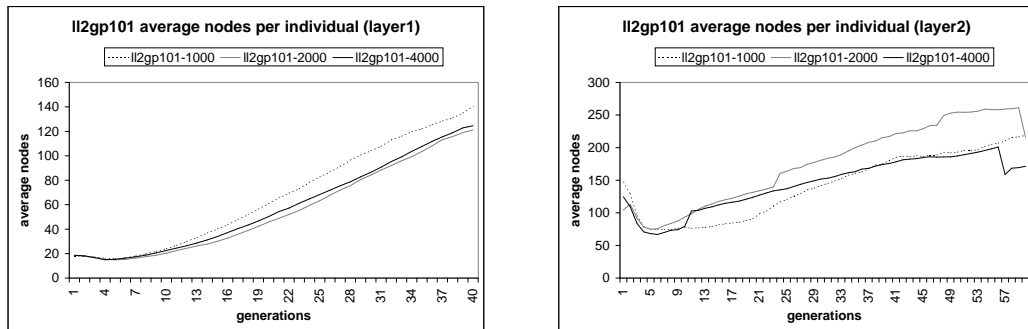 ll2gp101 average nodes per individual (layer1)
ll2gp101-1000 ll2gp101-2000 ll2gp101-4000
160
140
120
100
80
60
40
20
0
average nodes
1 4 7 10 13 16 19 22 25 28 31 34 37 40
generations
ll2gp101 average nodes per individual (layer2)
ll2gp101-1000 ll2gp101-2000 ll2gp101-4000
300
250
200
150
100
50
0
average nodes
1 5 9 13 17 21 25 29 33 37 41 45 49 53 57
generations